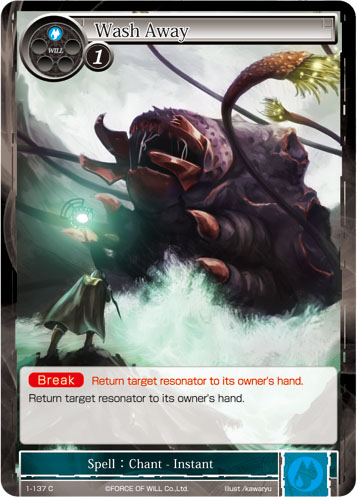 Wash Away
WILL
1
Break Return target resonator to its owner's hand.
Return target resonator to its owner's hand.
Spell : Chant - Instant
1-137 C ©FORCE OF WILL Co.,Ltd. Illust /kawaryu